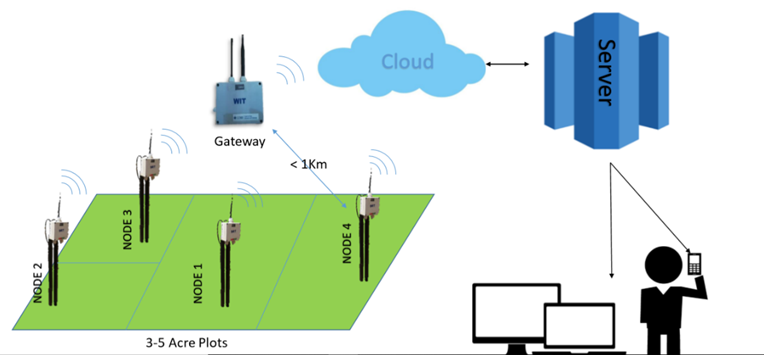 Cloud
Server
WIT
Gateway
< 1Km
NODE 3
NODE 2
NODE 1
NODE 4
3-5 Acre Plots